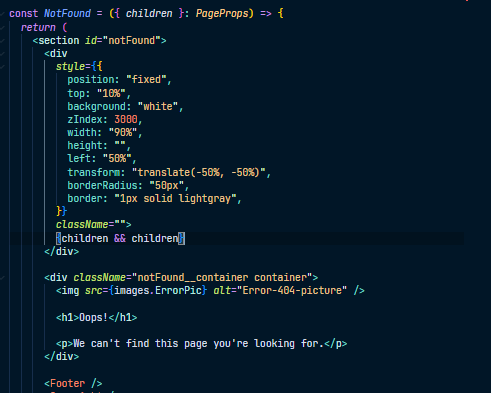 const NotFound = ({ children }: PageProps) => {
return (
<section id="notFound">
<div
style={{
position: "fixed",
top: "10%",
background: "white",
zIndex: 3000,
width: "90%",
height: "",
left: "50%",
transform: "translate(-50%, -50%)",
borderRadius: "50px",
border: "1px solid lightgray",
}}
className="">
{children && children}
</div>
<div className="notFound__container container">
<img src={images.ErrorPic} alt="Error-404-picture" />
<h1>Oops!</h1>
<p>We can't find this page you're looking for.</p>
</div>
<Footer />